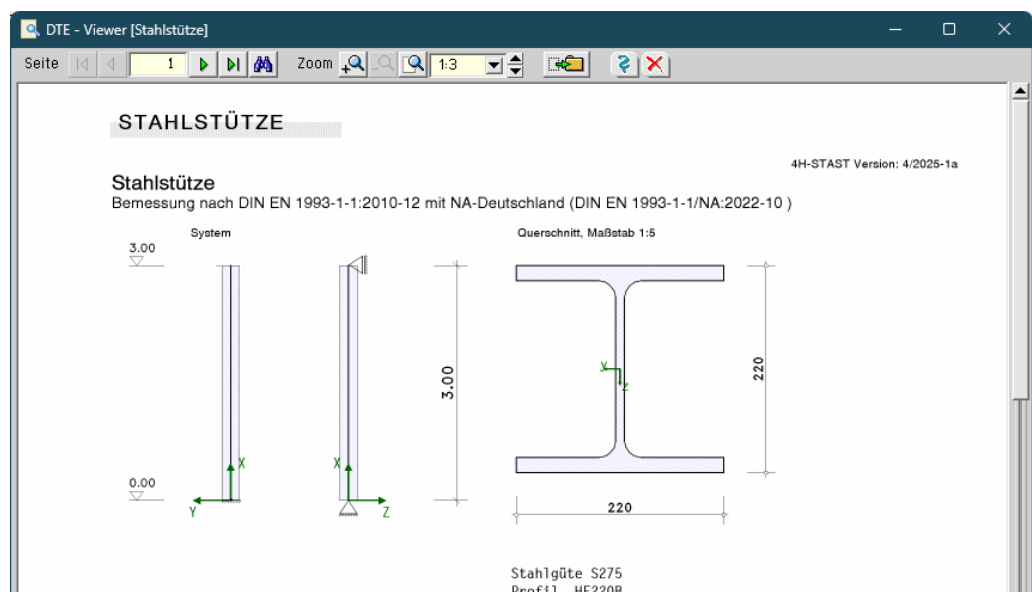 DTE - Viewer [Stahlstütze]
Seite 1 Zoom 1:3
STAHLSTÜTZE
4H-STAST Version: 4/2025-1a
Stahlstütze
Bemessung nach DIN EN 1993-1-1:2010-12 mit NA-Deutschland (DIN EN 1993-1-1/NA:2022-10 )
System
Querschnitt, Maßstab 1:5
3.00
3.00
220
y
z
X
X
0.00
Y
Z
220
Stahlgüte S275
Profil HE220B